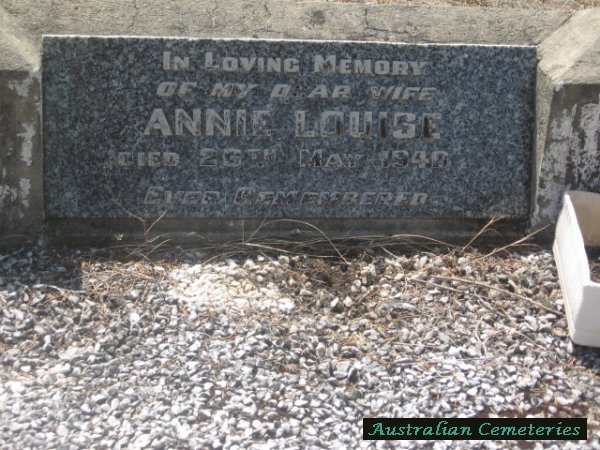 In Loving Memory
of my dear wife
ANNIE LOUISE
died 26th May 1940.
Ever Remembered.
Australian Cemeteries